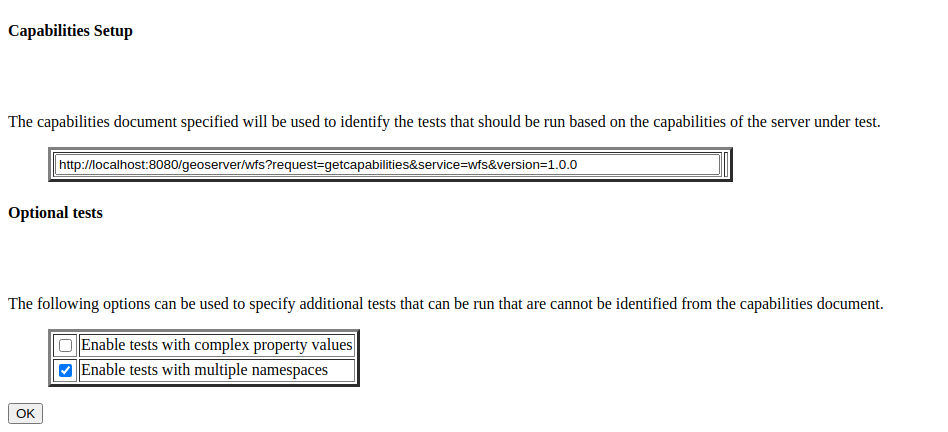 Capabilities Setup
The capabilities document specified will be used to identify the tests that should be run based on the capabilities of the server under test.
http://localhost:8080/geoserver/wfs?request=getcapabilities&service=wfs&version=1.0.0
Optional tests
The following options can be used to specify additional tests that can be run that are cannot be identified from the capabilities document.
Enable tests with complex property values
Enable tests with multiple namespaces
OK